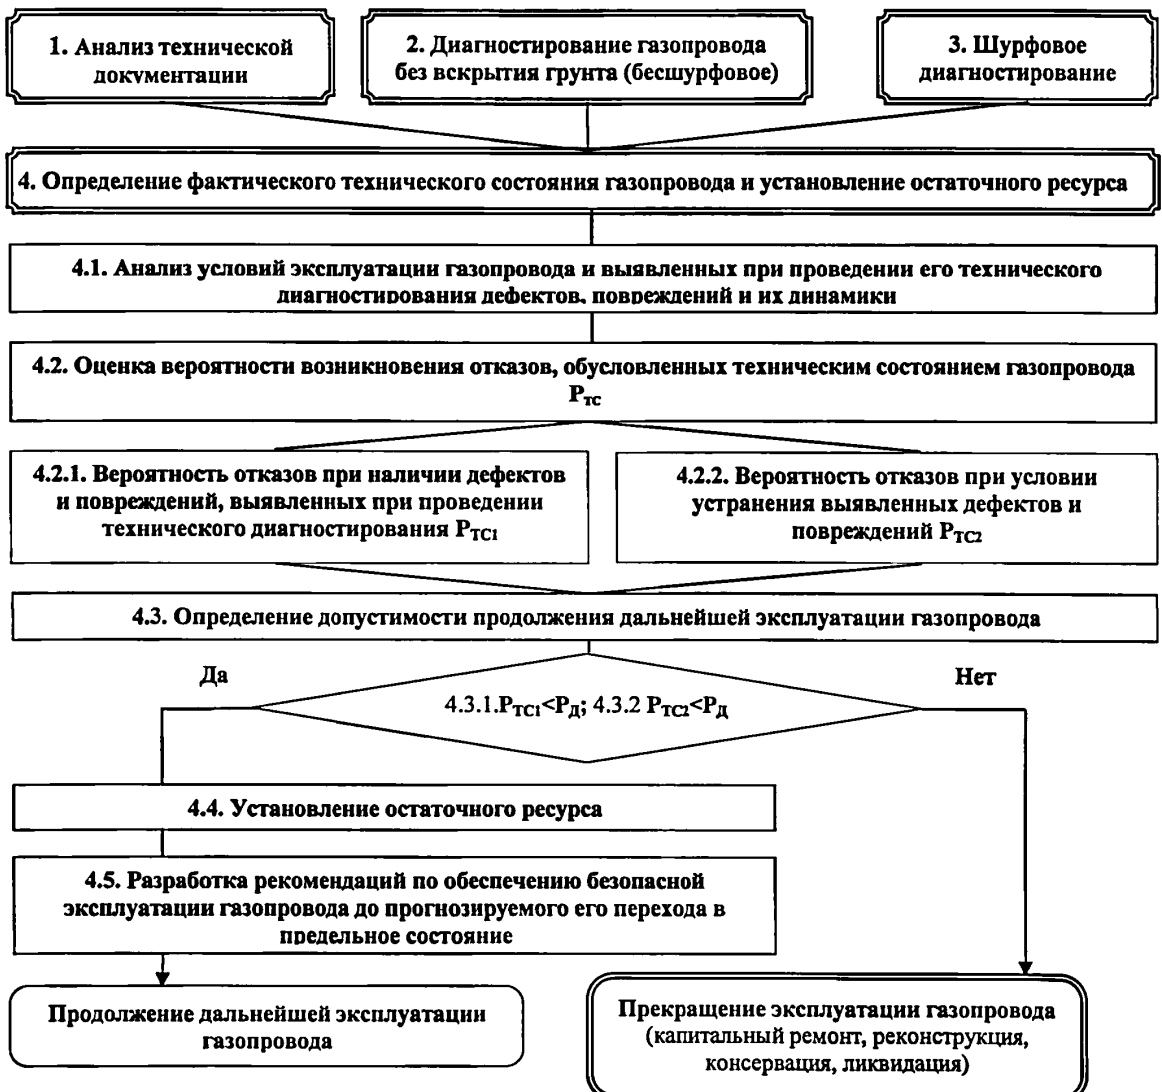 1. Анализ технической
документации
2. Диагностирование газопровода
без вскрытия грунта (бесшурфовое)
3. Шурфовое
диагностирование
4. Определение фактического технического состояния газопровода и установление остаточного ресурса
4.1. Анализ условий эксплуатации газопровода и выявленных при проведении его технического
диагностирования дефектов, повреждений и их динамики
4.2. Оценка вероятности возникновения отказов, обусловленных техническим состоянием газопровода
Pтс
4.2.1. Вероятность отказов при наличии дефектов
и повреждений, выявленных при проведении
технического диагностирования PТС1
4.2.2. Вероятность отказов при условии
устранения выявленных дефектов и
повреждений PТС2
4.3. Определение допустимости продолжения дальнейшей эксплуатации газопровода
Да
Нет
4.3.1.PТС1<PД; 4.3.2 PТС2<PД
4.4. Установление остаточного ресурса
4.5. Разработка рекомендаций по обеспечению безопасной
эксплуатации газопровода до прогнозируемого его перехода в
предельное состояние
Продолжение дальнейшей эксплуатации
газопровода
Прекращение эксплуатации газопровода
(капитальный ремонт, реконструкция,
консервация, ликвидация)